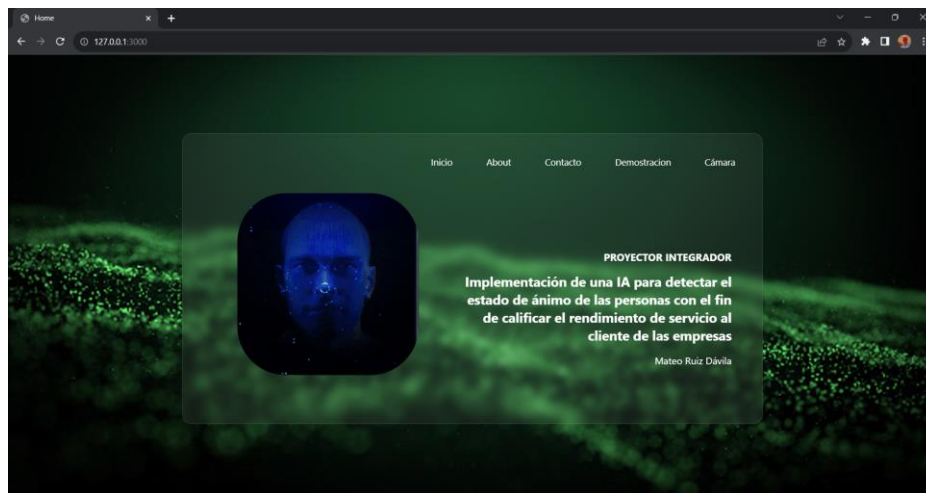 Home
127.0.0.1:3000
Inicio About Contacto Demostracion Cámara
PROYECTOR INTEGRADOR
Implementación de una IA para detectar el
estado de ánimo de las personas con el fin
de calificar el rendimiento de servicio al
cliente de las empresas
Mateo Ruiz Dávila